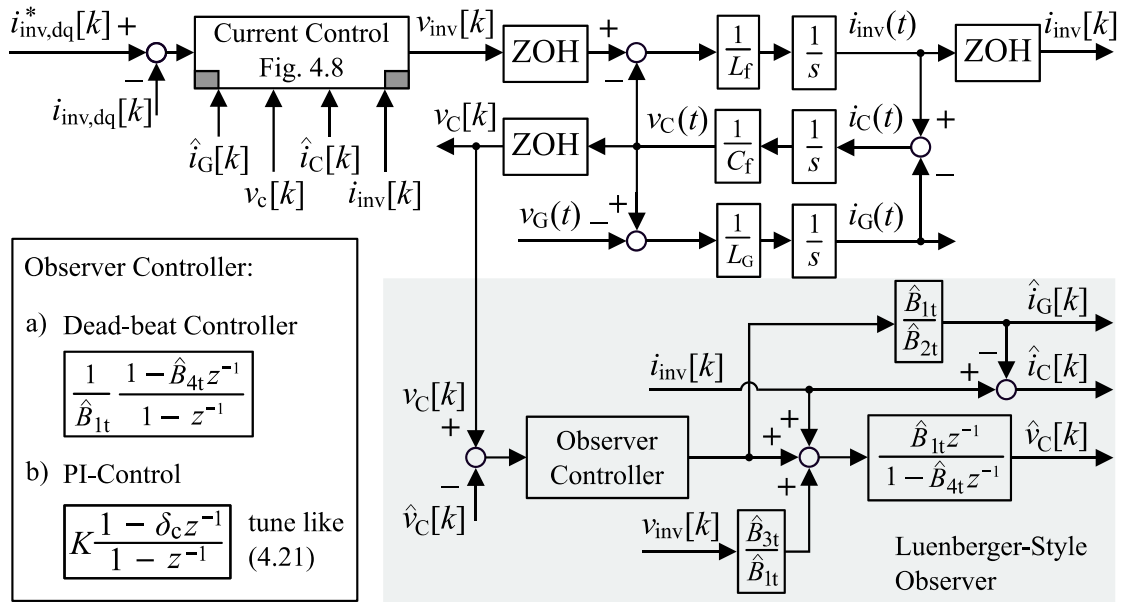 i*inv,dq[k] +
−
i inv,dq[k]
Current Control
Fig. 4.8
îG[k]
vc[k]
îC[k]
iinv[k]
vinv[k]
ZOH
+
−
1/Lf
1/s
iinv(t)
ZOH
iinv[k]
vC[k]
ZOH
vC(t)
1/Cf
1/s
iC(t)
+
−
vG(t)
−
+
1/LG
1/s
iG(t)
Observer Controller:
a) Dead-beat Controller
1/B̂1t (1 − B̂4t z⁻¹)/(1 − z⁻¹)
b) PI-Control
K (1 − δc z⁻¹)/(1 − z⁻¹) tune like
(4.21)
B̂1t/B̂2t
îG[k]
iinv[k]
−
+
îC[k]
vC[k]
+
−
v̂C[k]
Observer
Controller
+
+
+
B̂1t z⁻¹/(1 − B̂4t z⁻¹)
v̂C[k]
vinv[k]
B̂3t/B̂1t
Luenberger-Style
Observer